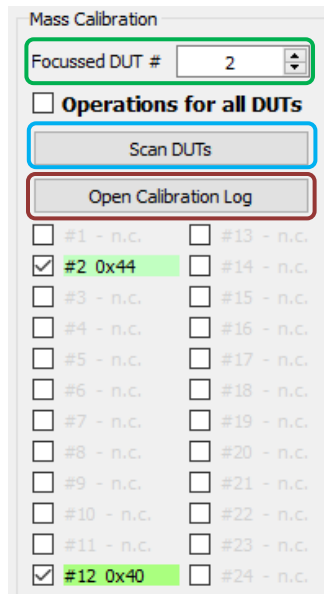 Mass Calibration
Focussed DUT # 2
Operations for all DUTs
Scan DUTs
Open Calibration Log
#1 - n.c. #13 - n.c.
#2 0x44 #14 - n.c.
#3 - n.c. #15 - n.c.
#4 - n.c. #16 - n.c.
#5 - n.c. #17 - n.c.
#6 - n.c. #18 - n.c.
#7 - n.c. #19 - n.c.
#8 - n.c. #20 - n.c.
#9 - n.c. #21 - n.c.
#10 - n.c. #22 - n.c.
#11 - n.c. #23 - n.c.
#12 0x40 #24 - n.c.